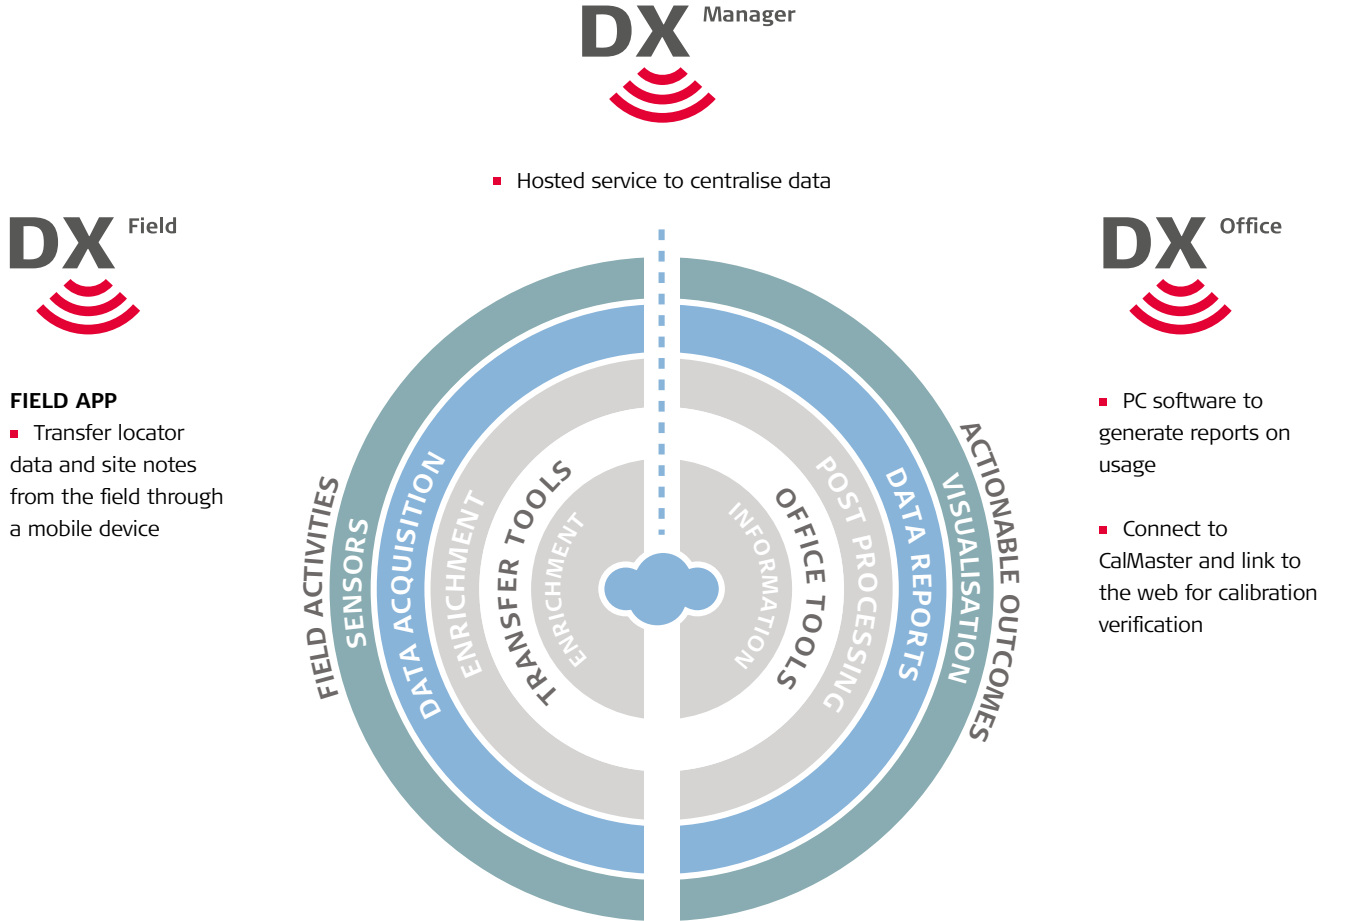 DX Manager
Hosted service to centralise data
DX Field
FIELD APP
Transfer locator
data and site notes
from the field through
a mobile device
FIELD ACTIVITIES
SENSORS
DATA ACQUISITION
ENRICHMENT
TRANSFER TOOLS
ENRICHMENT
INFORMATION
OFFICE TOOLS
POST PROCESSING
DATA REPORTS
VISUALISATION
ACTIONABLE OUTCOMES
DX Office
PC software to
generate reports on
usage
Connect to
CalMaster and link to
the web for calibration
verification